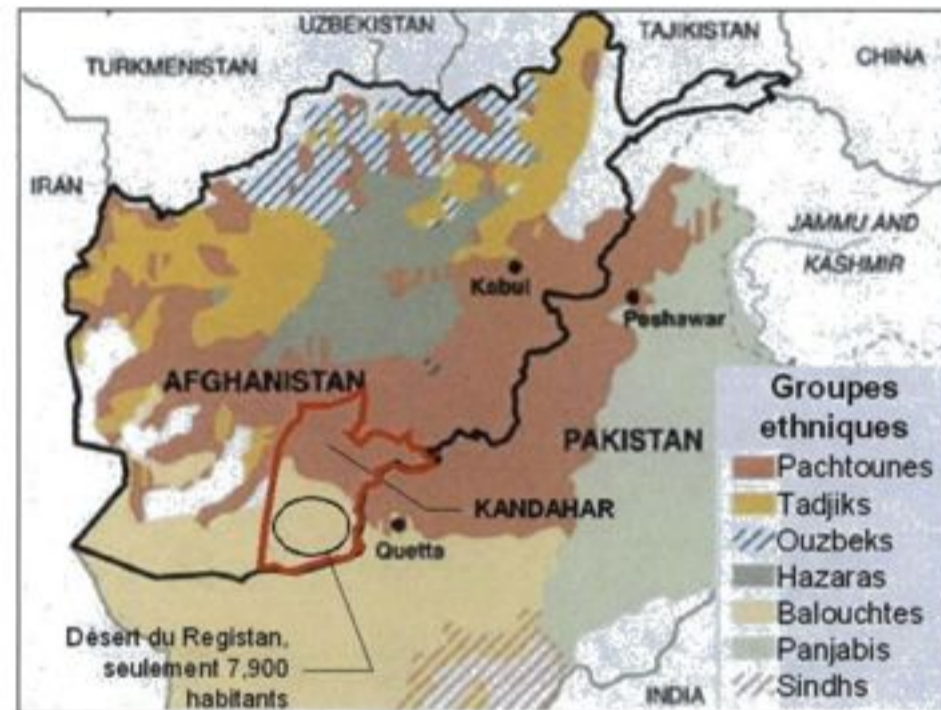 UZBEKISTAN
TAJIKISTAN
CHINA
TURKMENISTAN
IRAN
JAMMU AND
KASHMIR
Kabul
Peshawar
AFGHANISTAN
PAKISTAN
KANDAHAR
Quetta
Désert du Registan,
seulement 7,900
habitants
INDIA
Groupes
ethniques
Pachtounes
Tadjiks
Ouzbeks
Hazaras
Balouchtes
Panjabis
Sindhs